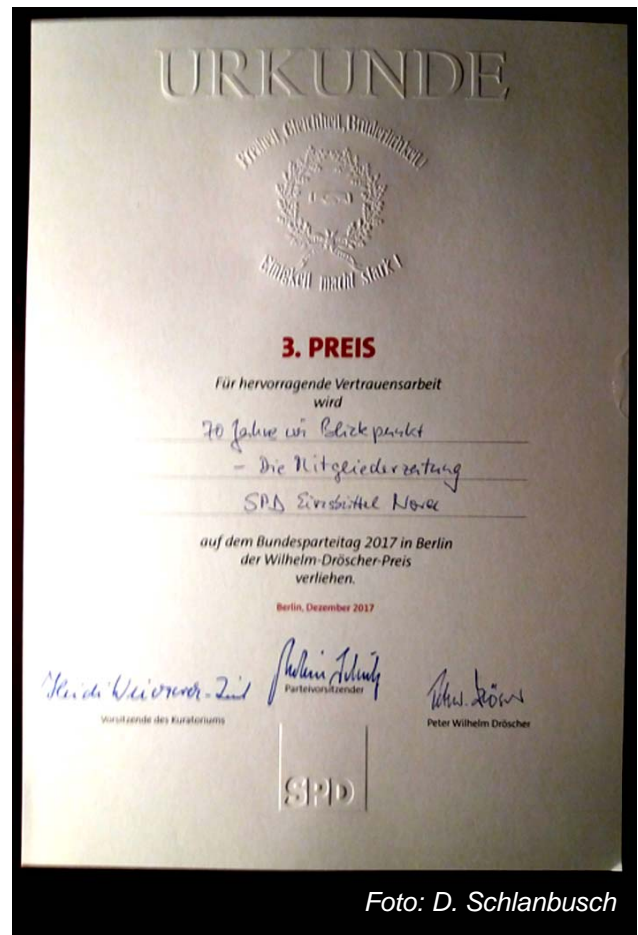 URKUNDE
Freiheit, Gleichheit, Brüderlichkeit!
Einigkeit macht stark!
3. PREIS
Für hervorragende Vertrauensarbeit
wird
70 Jahre wir Blickpunkt
- Die Mitgliederzeitung
SPD Eimsbüttel Nord
auf dem Bundesparteitag 2017 in Berlin
der Wilhelm-Dröscher-Preis
verliehen.
Berlin, Dezember 2017
Parteivorsitzender
Vorsitzende des Kuratoriums
Peter Wilhelm Dröscher
SPD
Foto: D. Schlanbusch